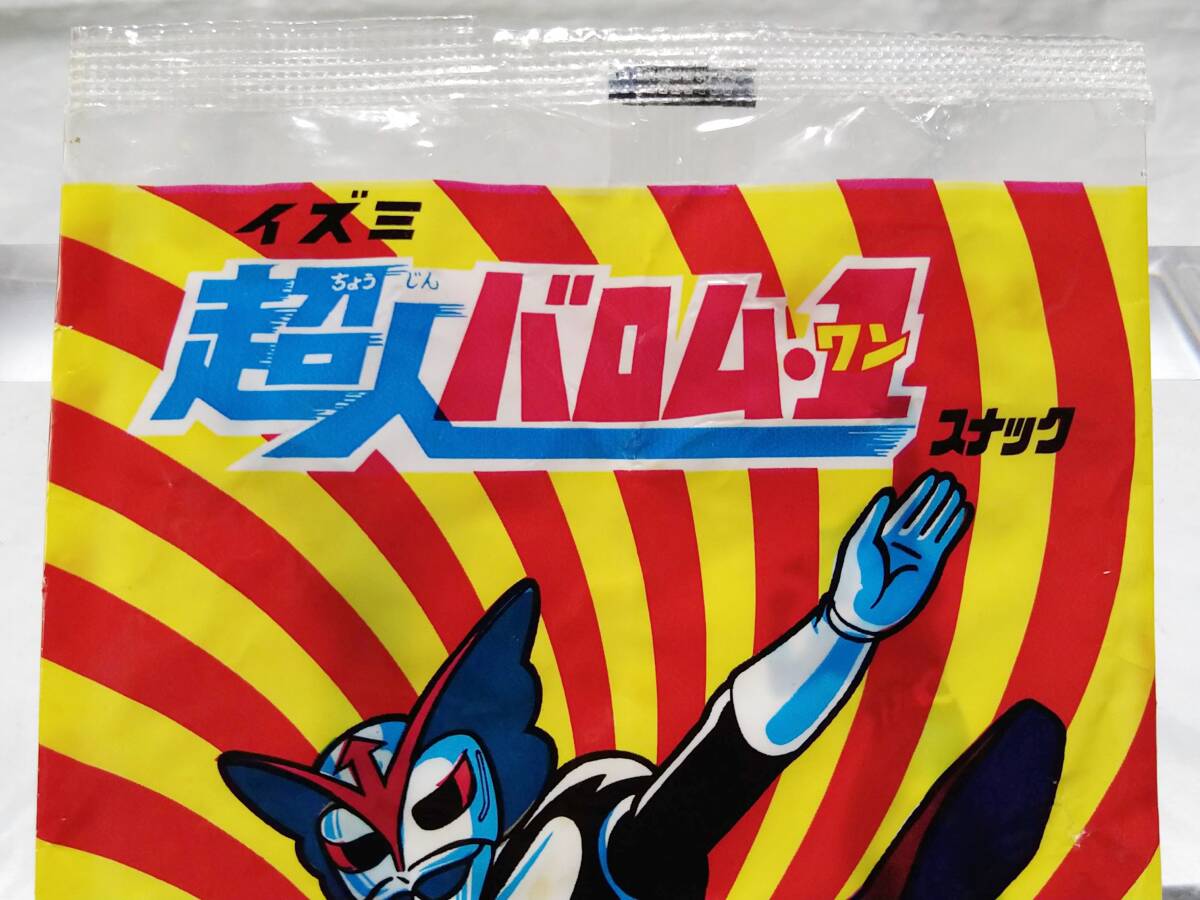 イズミ
ちょう じん
超人バロム・1
ワン
スナック